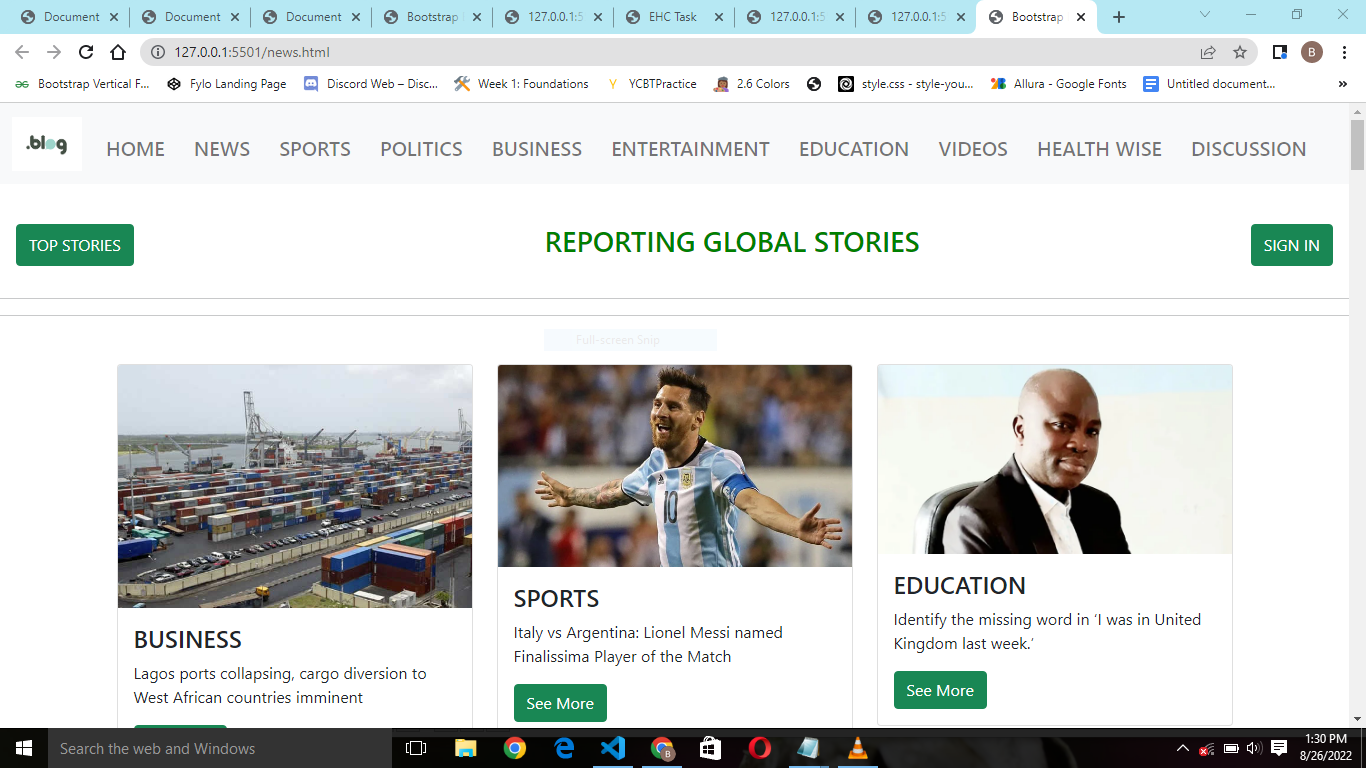 Document
Document
Document
Bootstrap
127.0.0.1:5
EHC Task
127.0.0.1:5
127.0.0.1:5
Bootstrap
127.0.0.1:5501/news.html
B
Bootstrap Vertical F...
Fylo Landing Page
Discord Web – Disc...
Week 1: Foundations
YCBTPractice
2.6 Colors
style.css - style-you...
Allura - Google Fonts
Untitled document...
.blog
HOME
NEWS
SPORTS
POLITICS
BUSINESS
ENTERTAINMENT
EDUCATION
VIDEOS
HEALTH WISE
DISCUSSION
TOP STORIES
REPORTING GLOBAL STORIES
SIGN IN
Full-screen Snip
10
BUSINESS
Lagos ports collapsing, cargo diversion to
West African countries imminent
SPORTS
Italy vs Argentina: Lionel Messi named
Finalissima Player of the Match
See More
EDUCATION
Identify the missing word in ‘I was in United
Kingdom last week.’
See More
Search the web and Windows
1:30 PM
8/26/2022